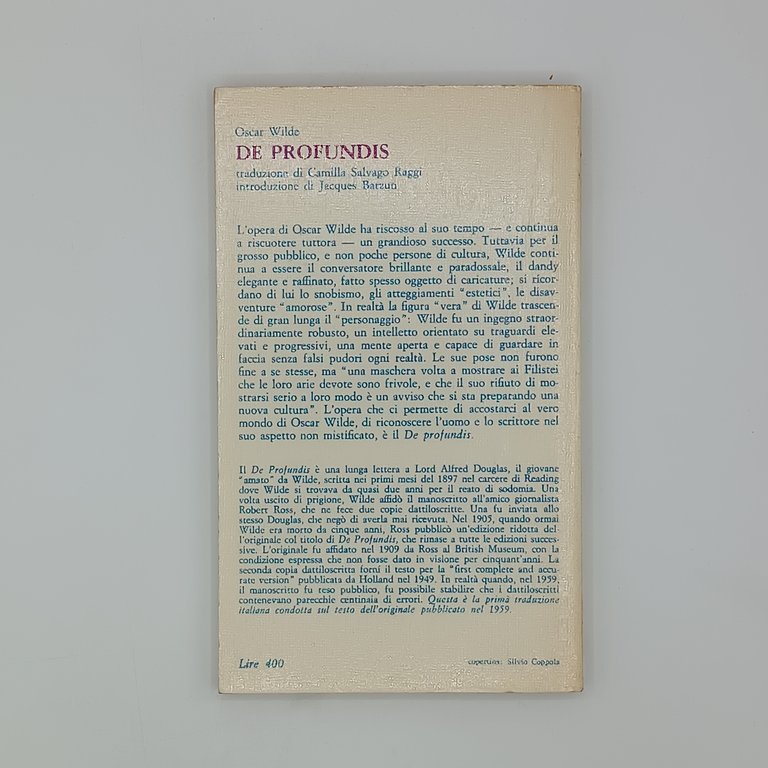 Oscar Wilde
DE PROFUNDIS
traduzione di Camilla Salvago Raggi
introduzione di Jacques Barzun
L'opera di Oscar Wilde ha riscosso al suo tempo — e continua
a riscuotere tuttora — un grandioso successo. Tuttavia per il
grosso pubblico, e non poche persone di cultura, Wilde conti-
nua a essere il conversatore brillante e paradossale, il dandy
elegante e raffinato, fatto spesso oggetto di caricature; si ricor-
dano di lui lo snobismo, gli atteggiamenti "estetici", le disav-
venture "amorose". In realtà la figura "vera" di Wilde trascen-
de di gran lunga il "personaggio": Wilde fu un ingegno straor-
dinariamente robusto, un intelletto orientato su traguardi ele-
vati e progressivi, una mente aperta e capace di guardare in
faccia senza falsi pudori ogni realtà. Le sue pose non furono
fine a se stesse, ma "una maschera volta a mostrare ai Filistei
che le loro arie devote sono frivole, e che il suo rifiuto di mo-
strarsi serio a loro modo è un avviso che si sta preparando una
nuova cultura". L'opera che ci permette di accostarci al vero
mondo di Oscar Wilde, di riconoscere l'uomo e lo scrittore nel
suo aspetto non mistificato, è il De profundis.
Il De Profundis è una lunga lettera a Lord Alfred Douglas, il giovane
"amato" da Wilde, scritta nei primi mesi del 1897 nel carcere di Reading
dove Wilde si trovava da quasi due anni per il reato di sodomia. Una
volta uscito di prigione, Wilde affidò il manoscritto all'amico giornalista
Robert Ross, che ne fece due copie dattiloscritte. Una fu inviata allo
stesso Douglas, che negò di averla mai ricevuta. Nel 1905, quando ormai
Wilde era morto da cinque anni, Ross pubblicò un'edizione ridotta del-
l'originale col titolo di De Profundis, che rimase a tutte le edizioni succes-
sive. L'originale fu affidato nel 1909 da Ross al British Museum, con la
condizione espressa che non fosse dato in visione per cinquant'anni. La
seconda copia dattiloscritta fornì il testo per la "first complete and accu-
rate version" pubblicata da Holland nel 1949. In realtà quando, nel 1959,
il manoscritto fu reso pubblico, fu possibile stabilire che i dattiloscritti
contenevano parecchie centinaia di errori. Questa è la prima traduzione
italiana condotta sul testo dell'originale pubblicato nel 1959.
Lire 400
copertina: Silvio Coppola